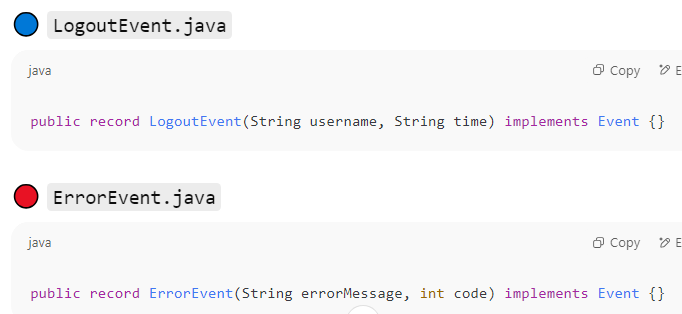 LogoutEvent.java
java Copy E
public record LogoutEvent(String username, String time) implements Event {}
ErrorEvent.java
java Copy E
public record ErrorEvent(String errorMessage, int code) implements Event {}